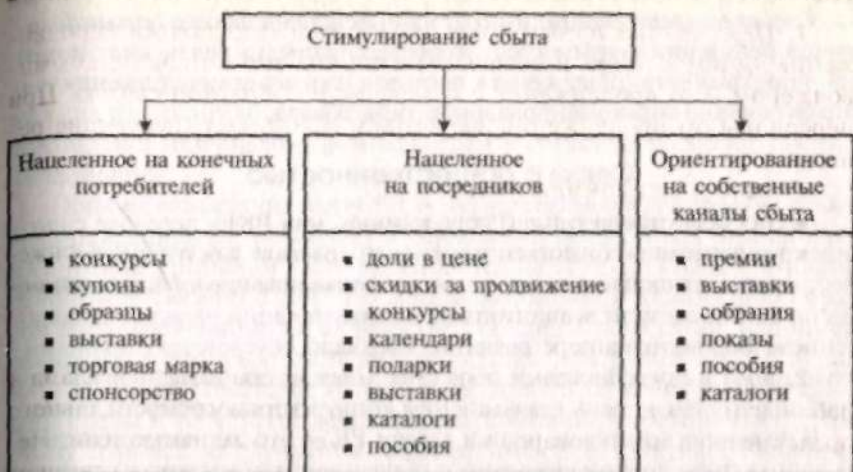 Стимулирование сбыта
Нацеленное на конечных
потребителей
▪ конкурсы
▪ купоны
▪ образцы
▪ выставки
▪ торговая марка
▪ спонсорство
Нацеленное
на посредников
▪ доли в цене
▪ скидки за продвижение
▪ конкурсы
▪ календари
▪ подарки
▪ выставки
▪ каталоги
▪ пособия
Ориентированное
на собственные
каналы сбыта
▪ премии
▪ выставки
▪ собрания
▪ показы
▪ пособия
▪ каталоги